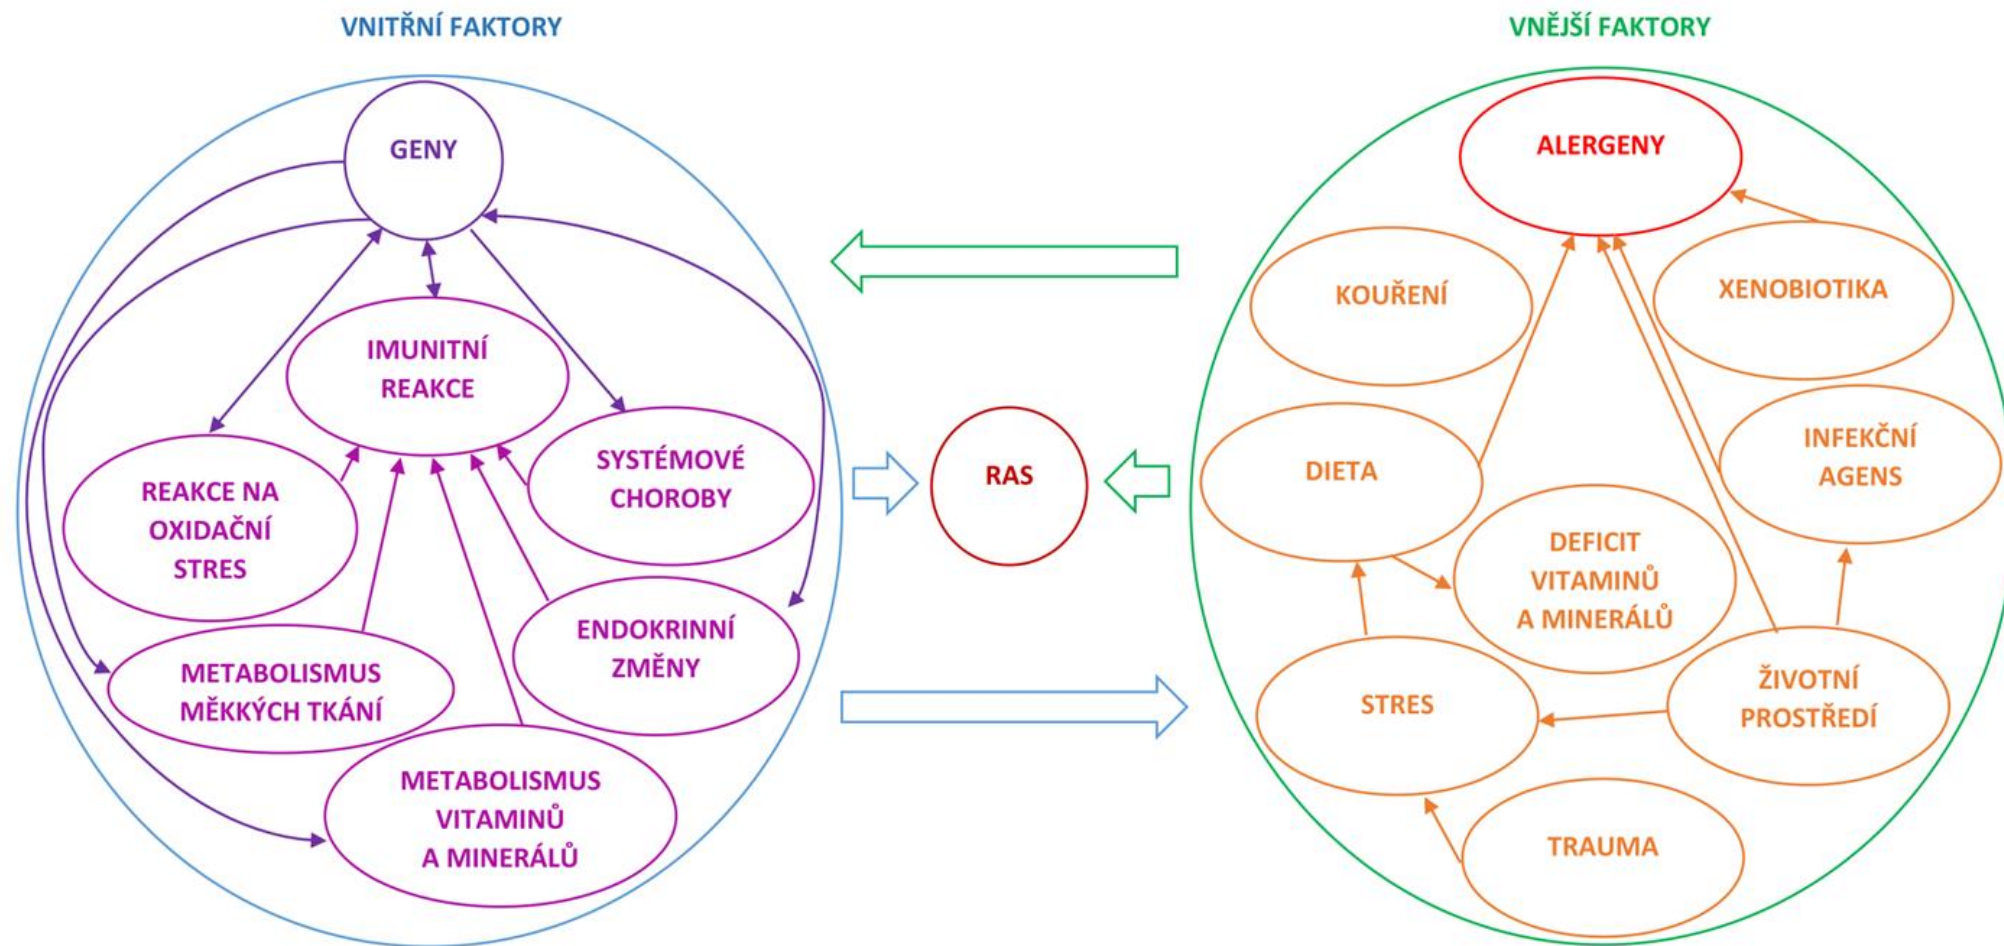 VNITŘNÍ FAKTORY
GENY
IMUNITNÍ
REAKCE
REAKCE NA
OXIDAČNÍ
STRES
SYSTÉMOVÉ
CHOROBY
METABOLISMUS
MĚKKÝCH TKÁNÍ
ENDOKRINNÍ
ZMĚNY
METABOLISMUS
VITAMINŮ
A MINERÁLŮ
RAS
VNĚJŠÍ FAKTORY
ALERGENY
KOUŘENÍ
XENOBIOTIKA
DIETA
INFEKČNÍ
AGENS
DEFICIT
VITAMINŮ
A MINERÁLŮ
STRES
ŽIVOTNÍ
PROSTŘEDÍ
TRAUMA